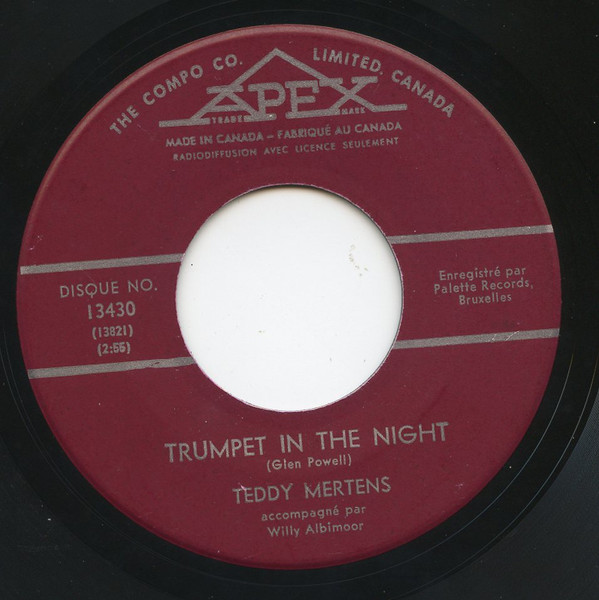 THE COMPO CO. LIMITED. CANADA
APEX
TRADE MARK
MADE IN CANADA - FABRIQUÉ AU CANADA
RADIODIFFUSION AVEC LICENCE SEULEMENT
DISQUE NO.
13430
(13821)
(2:55)
Enregistré par
Palette Records,
Bruxelles
TRUMPET IN THE NIGHT
(Glen Powell)
TEDDY MERTENS
accompagné par
Willy Albimoor